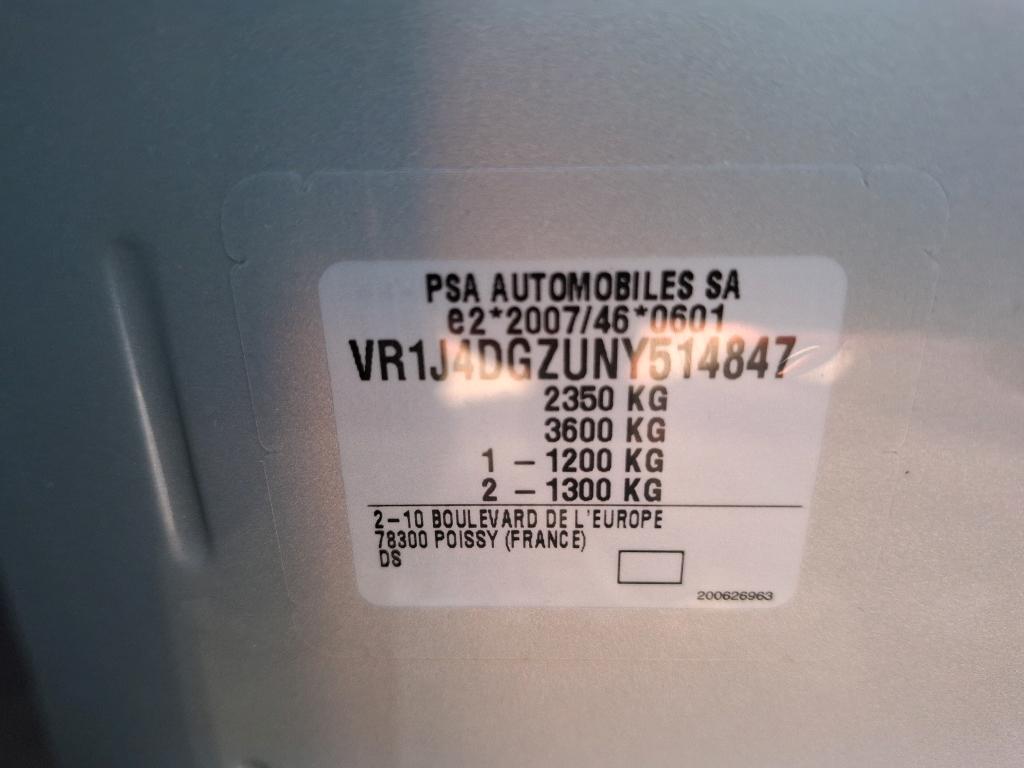 PSA AUTOMOBILES SA
e2*2007/46*0601
VR1J4DGZUNY514847
2350 KG
3600 KG
1 – 1200 KG
2 – 1300 KG
2–10 BOULEVARD DE L'EUROPE
78300 POISSY (FRANCE)
DS
200626963